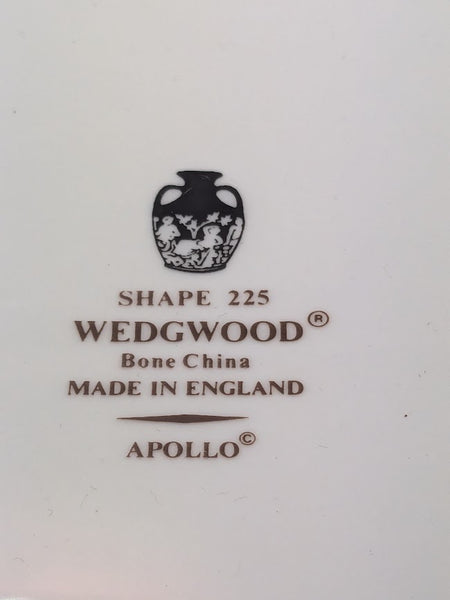 SHAPE 225
WEDGWOOD®
Bone China
MADE IN ENGLAND
APOLLO©